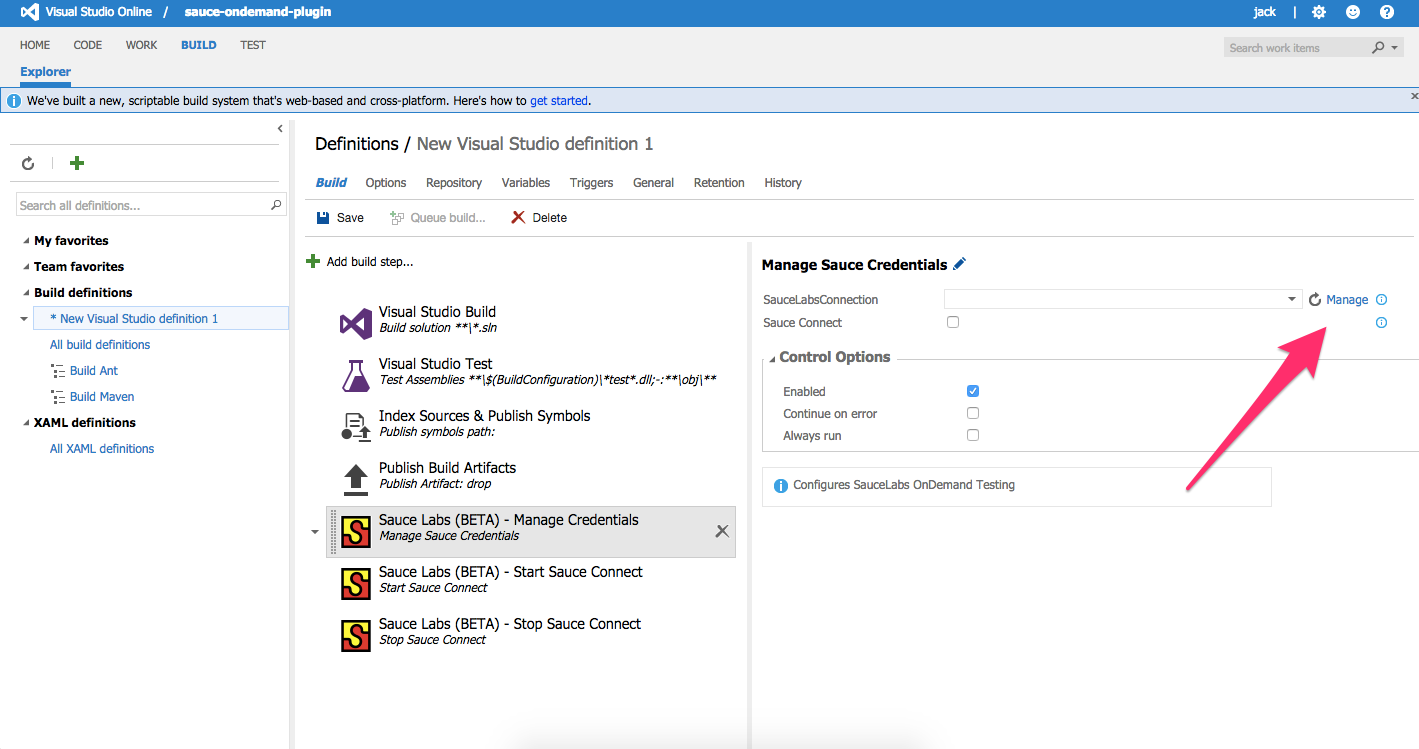 Visual Studio Online / sauce-ondemand-plugin jack |
HOME CODE WORK BUILD TEST
Search work items
Explorer
We've built a new, scriptable build system that's web-based and cross-platform. Here's how to get started.
Search all definitions...
My favorites
Team favorites
Build definitions
* New Visual Studio definition 1
All build definitions
Build Ant
Build Maven
XAML definitions
All XAML definitions
Definitions / New Visual Studio definition 1
Build Options Repository Variables Triggers General Retention History
Save Queue build... Delete
Add build step...
Visual Studio Build
Build solution **\*.sln
Visual Studio Test
Test Assemblies **\$(BuildConfiguration)\*test*.dll;-:**\obj\**
Index Sources & Publish Symbols
Publish symbols path:
Publish Build Artifacts
Publish Artifact: drop
Sauce Labs (BETA) - Manage Credentials
Manage Sauce Credentials
Sauce Labs (BETA) - Start Sauce Connect
Start Sauce Connect
Sauce Labs (BETA) - Stop Sauce Connect
Stop Sauce Connect
Manage Sauce Credentials
SauceLabsConnection Manage
Sauce Connect
Control Options
Enabled
Continue on error
Always run
Configures SauceLabs OnDemand Testing